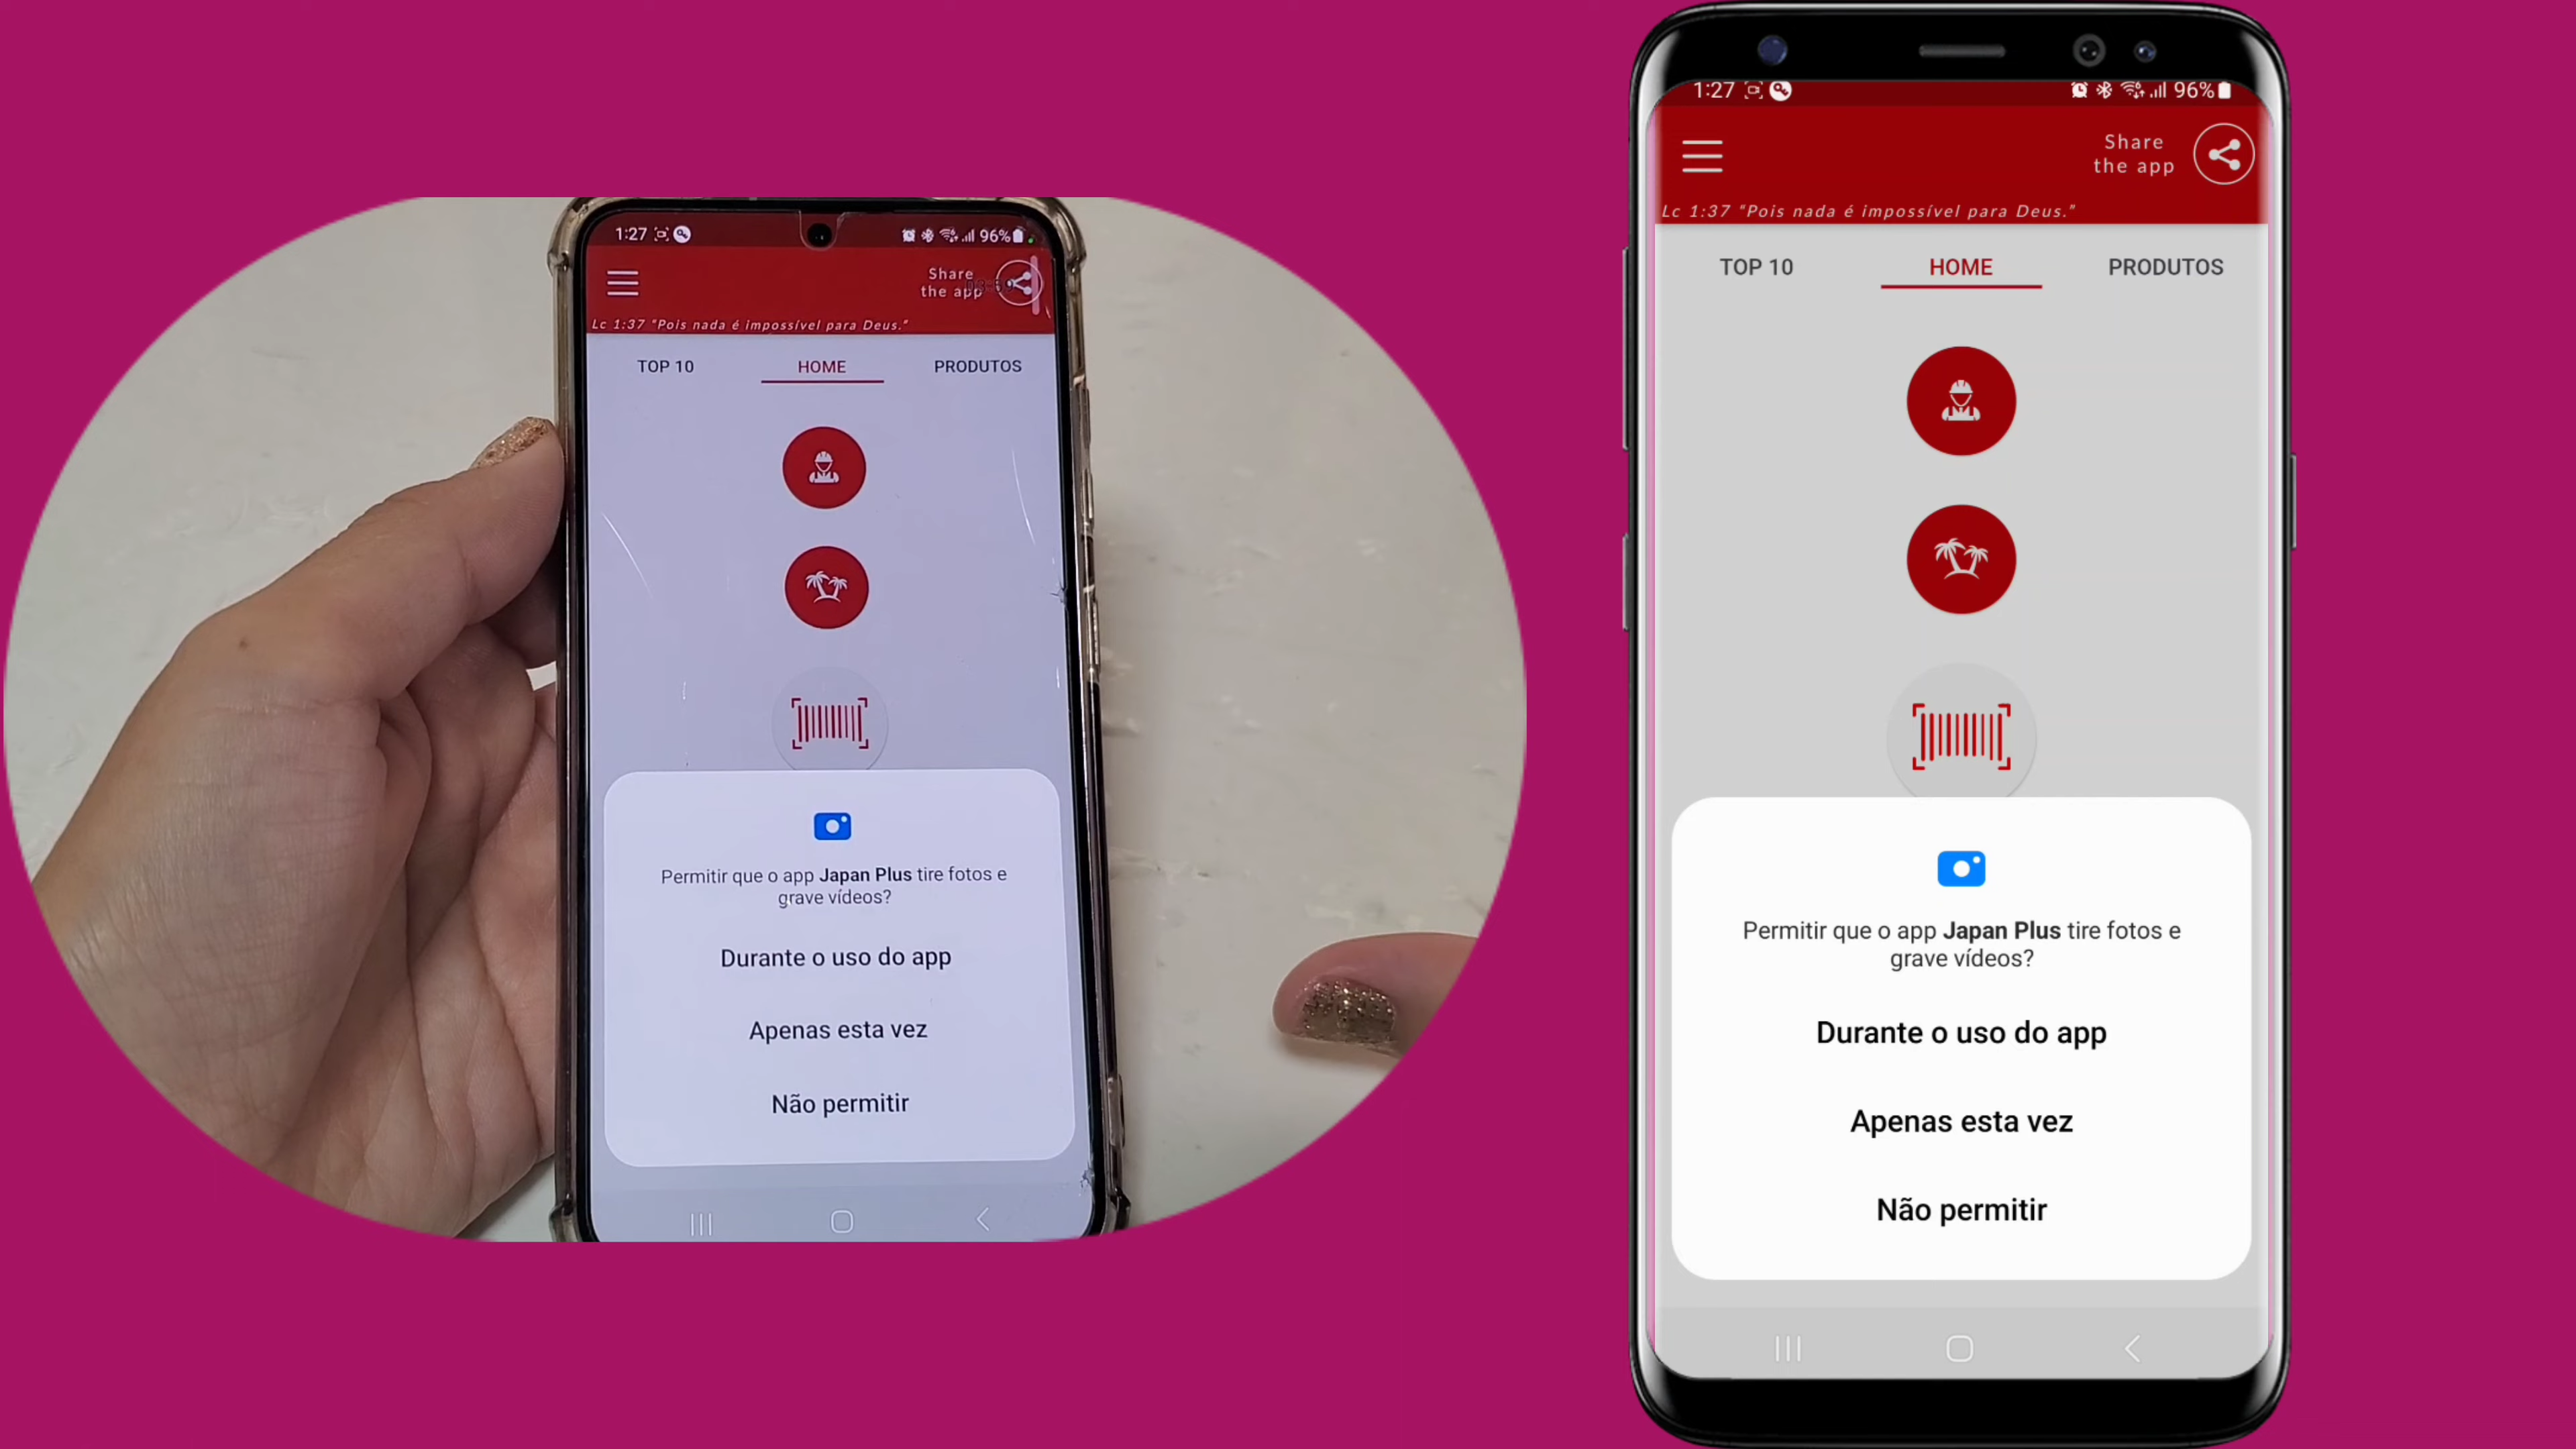 1:27
96%
Share
the app
Lc 1:37 "Pois nada é impossível para Deus."
TOP 10
HOME
PRODUTOS
Permitir que o app Japan Plus tire fotos e
grave vídeos?
Durante o uso do app
Apenas esta vez
Não permitir
1:27
96%
Share
the app
Lc 1:37 "Pois nada é impossível para Deus."
TOP 10
HOME
PRODUTOS
Permitir que o app Japan Plus tire fotos e
grave vídeos?
Durante o uso do app
Apenas esta vez
Não permitir